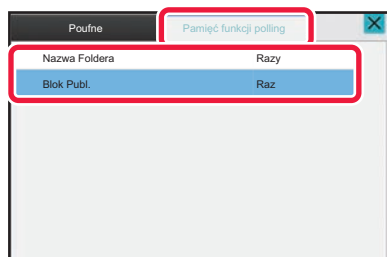 Poufne Pamięć funkcji polling
Nazwa Foldera Razy
Blok Publ. Raz